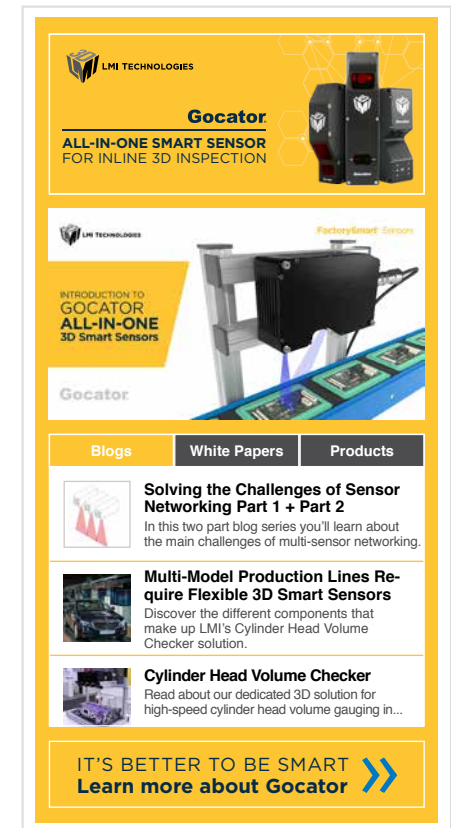 LMI TECHNOLOGIES
Gocator
ALL-IN-ONE SMART SENSOR
FOR INLINE 3D INSPECTION
LMI TECHNOLOGIES
FactorySmart Sensors
INTRODUCTION TO
GOCATOR
ALL-IN-ONE
3D Smart Sensors
Gocator
Blogs
White Papers
Products
Solving the Challenges of Sensor
Networking Part 1 + Part 2
In this two part blog series you’ll learn about
the main challenges of multi-sensor networking.
Multi-Model Production Lines Re-
quire Flexible 3D Smart Sensors
Discover the different components that
make up LMI’s Cylinder Head Volume
Checker solution.
Cylinder Head Volume Checker
Read about our dedicated 3D solution for
high-speed cylinder head volume gauging in...
IT’S BETTER TO BE SMART
Learn more about Gocator